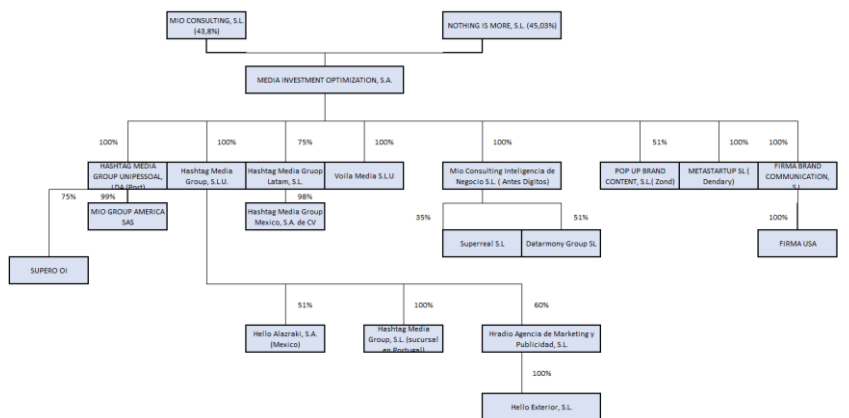 MIO CONSULTING, S.L.
(43,8%)
NOTHING IS MORE, S.L. (45,03%)
MEDIA INVESTMENT OPTIMIZATION, S.A.
100%
100%
75%
100%
100%
51%
100%
100%
HASHTAG MEDIA
GROUP UNIPESSOAL,
LDA (Port)
Hashtag Media
Group, S.L.U.
Hashtag Media Gruop
Latam, S.L.
Voila Media S.L.U
Mio Consulting Inteligencia de
Negocio S.L. ( Antes Dígitos)
POP UP BRAND
CONTENT, S.L ( Zond)
METASTARTUP SL (
Dendary)
FIRMA BRAND
COMMUNICATION,
S.L.
75%
99%
98%
35%
51%
100%
MIO GROUP AMERICA
SAS
Hashtag Media Group
Mexico, S.A. de CV
Superreal S.L
Datarmony Group SL
FIRMA USA
SUPERO OI
51%
100%
60%
Hello Alazraki, S.A.
(Mexico)
Hashtag Media
Group, S.L. (sucursal
en Portugal)
Hradio Agencia de Marketing y
Publicidad, S.L.
100%
Hello Exterior, S.L.